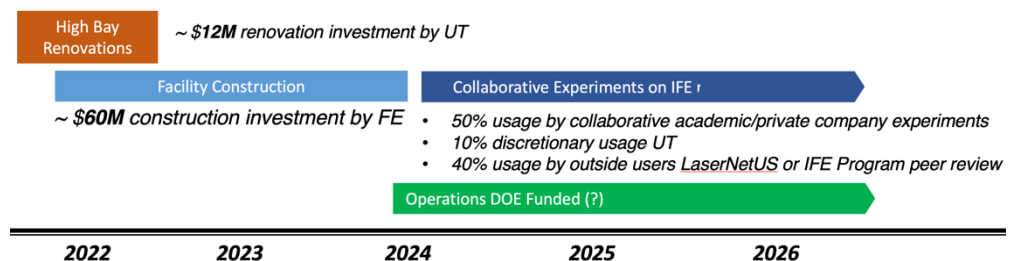 High Bay
Renovations
~ $12M renovation investment by UT
Facility Construction
Collaborative Experiments on IFE r
~ $60M construction investment by FE
• 50% usage by collaborative academic/private company experiments
• 10% discretionary usage UT
• 40% usage by outside users LaserNetUS or IFE Program peer review
Operations DOE Funded (?)
2022 2023 2024 2025 2026